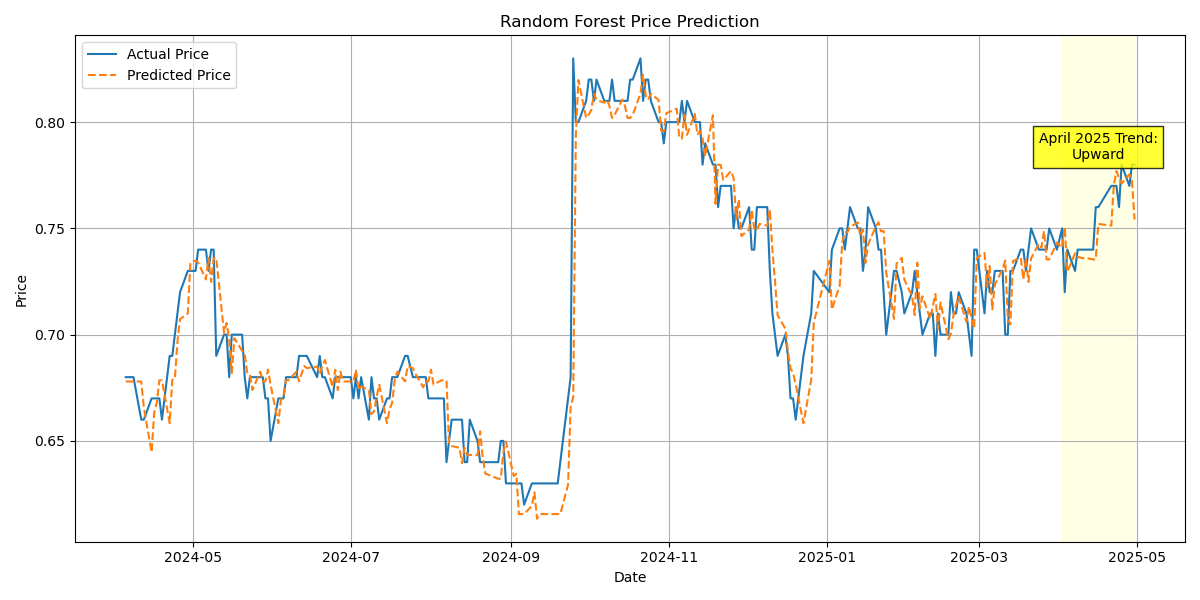 Random Forest Price Prediction
Actual Price
Predicted Price
April 2025 Trend:
Upward
Price
0.80
0.75
0.70
0.65
2024-05
2024-07
2024-09
2024-11
2025-01
2025-03
2025-05
Date